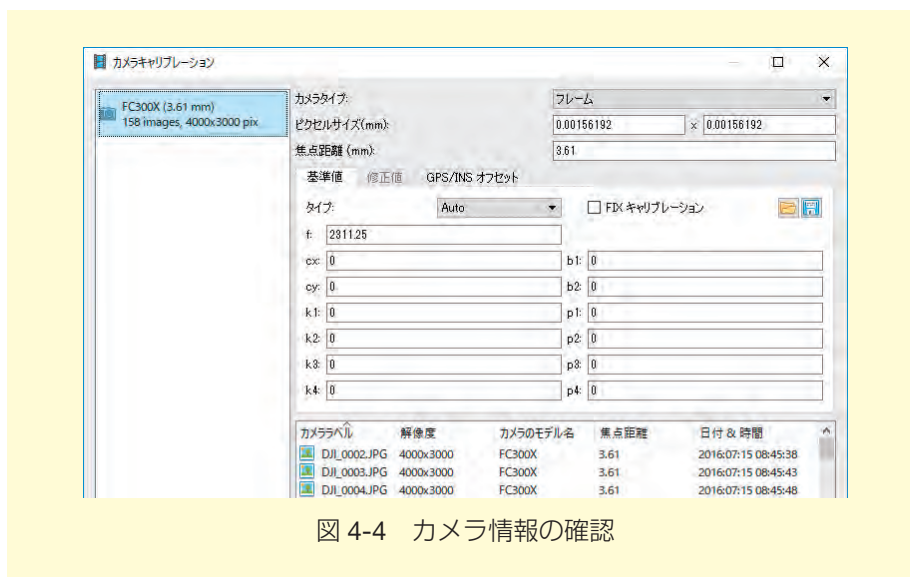 カメラキャリブレーション
FC300X (3.61 mm)
158 images, 4000x3000 pix
カメラタイプ: フレーム
ピクセルサイズ(mm): 0.00156192 x 0.00156192
焦点距離 (mm): 3.61
基準値 修正値 GPS/INS オフセット
タイプ: Auto FIX キャリブレーション
f: 2311.25
cx: 0 b1: 0
cy: 0 b2: 0
k1: 0 p1: 0
k2: 0 p2: 0
k3: 0 p3: 0
k4: 0 p4: 0
カメララベル 解像度 カメラのモデル名 焦点距離 日付 & 時間
DJI_0002.JPG 4000x3000 FC300X 3.61 2016:07:15 08:45:38
DJI_0003.JPG 4000x3000 FC300X 3.61 2016:07:15 08:45:43
DJI_0004.JPG 4000x3000 FC300X 3.61 2016:07:15 08:45:48
図 4-4 カメラ情報の確認